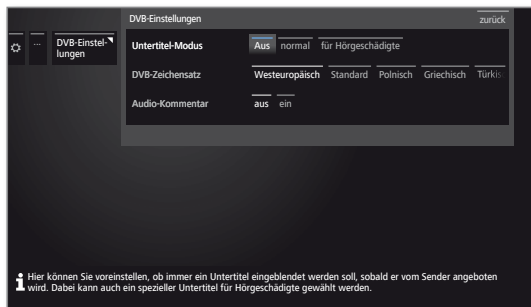 DVB-Einstellungen zurück
... DVB-Einstel-
lungen
Untertitel-Modus Aus normal für Hörgeschädigte
DVB-Zeichensatz Westeuropäisch Standard Polnisch Griechisch Türkis
Audio-Kommentar aus ein
Hier können Sie voreinstellen, ob immer ein Untertitel eingeblendet werden soll, sobald er vom Sender angeboten
wird. Dabei kann auch ein spezieller Untertitel für Hörgeschädigte gewählt werden.